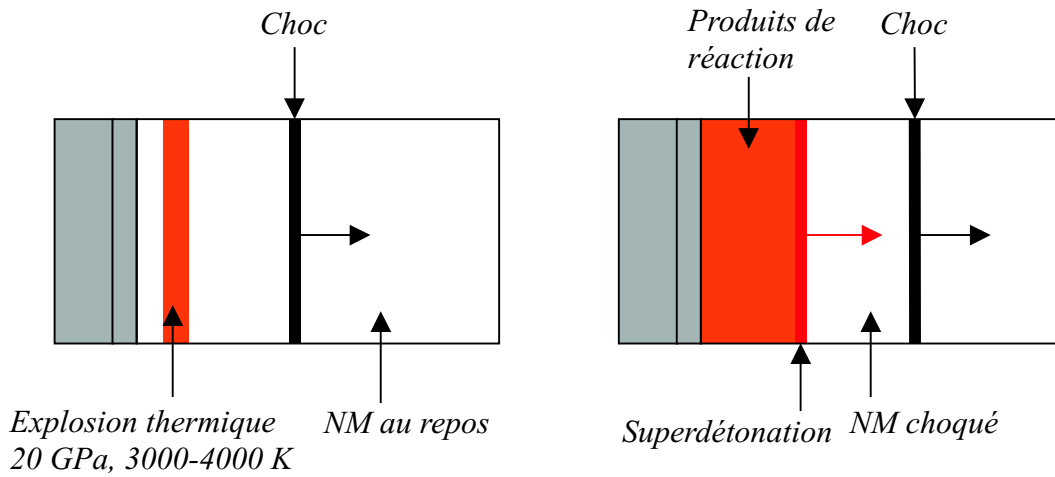 Choc
Explosion thermique
20 GPa, 3000-4000 K
NM au repos
Produits de
réaction
Choc
Superdétonation
NM choqué